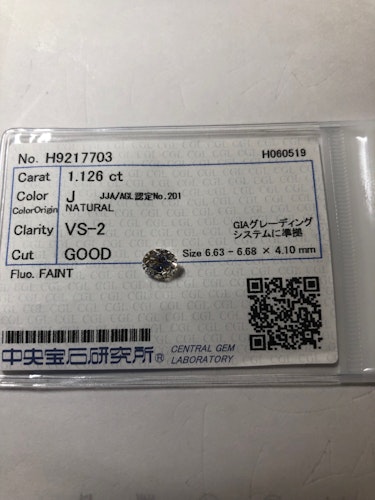 No. H9217703 H060519
Carat 1.126 ct
Color J JJA/AGL認定No.201
ColorOrigin NATURAL
Clarity VS-2 GIAグレーディング
システムに準拠
Cut GOOD Size 6.63 - 6.68 × 4.10 mm
Fluo. FAINT
中央宝石研究所® CENTRAL GEM
LABORATORY